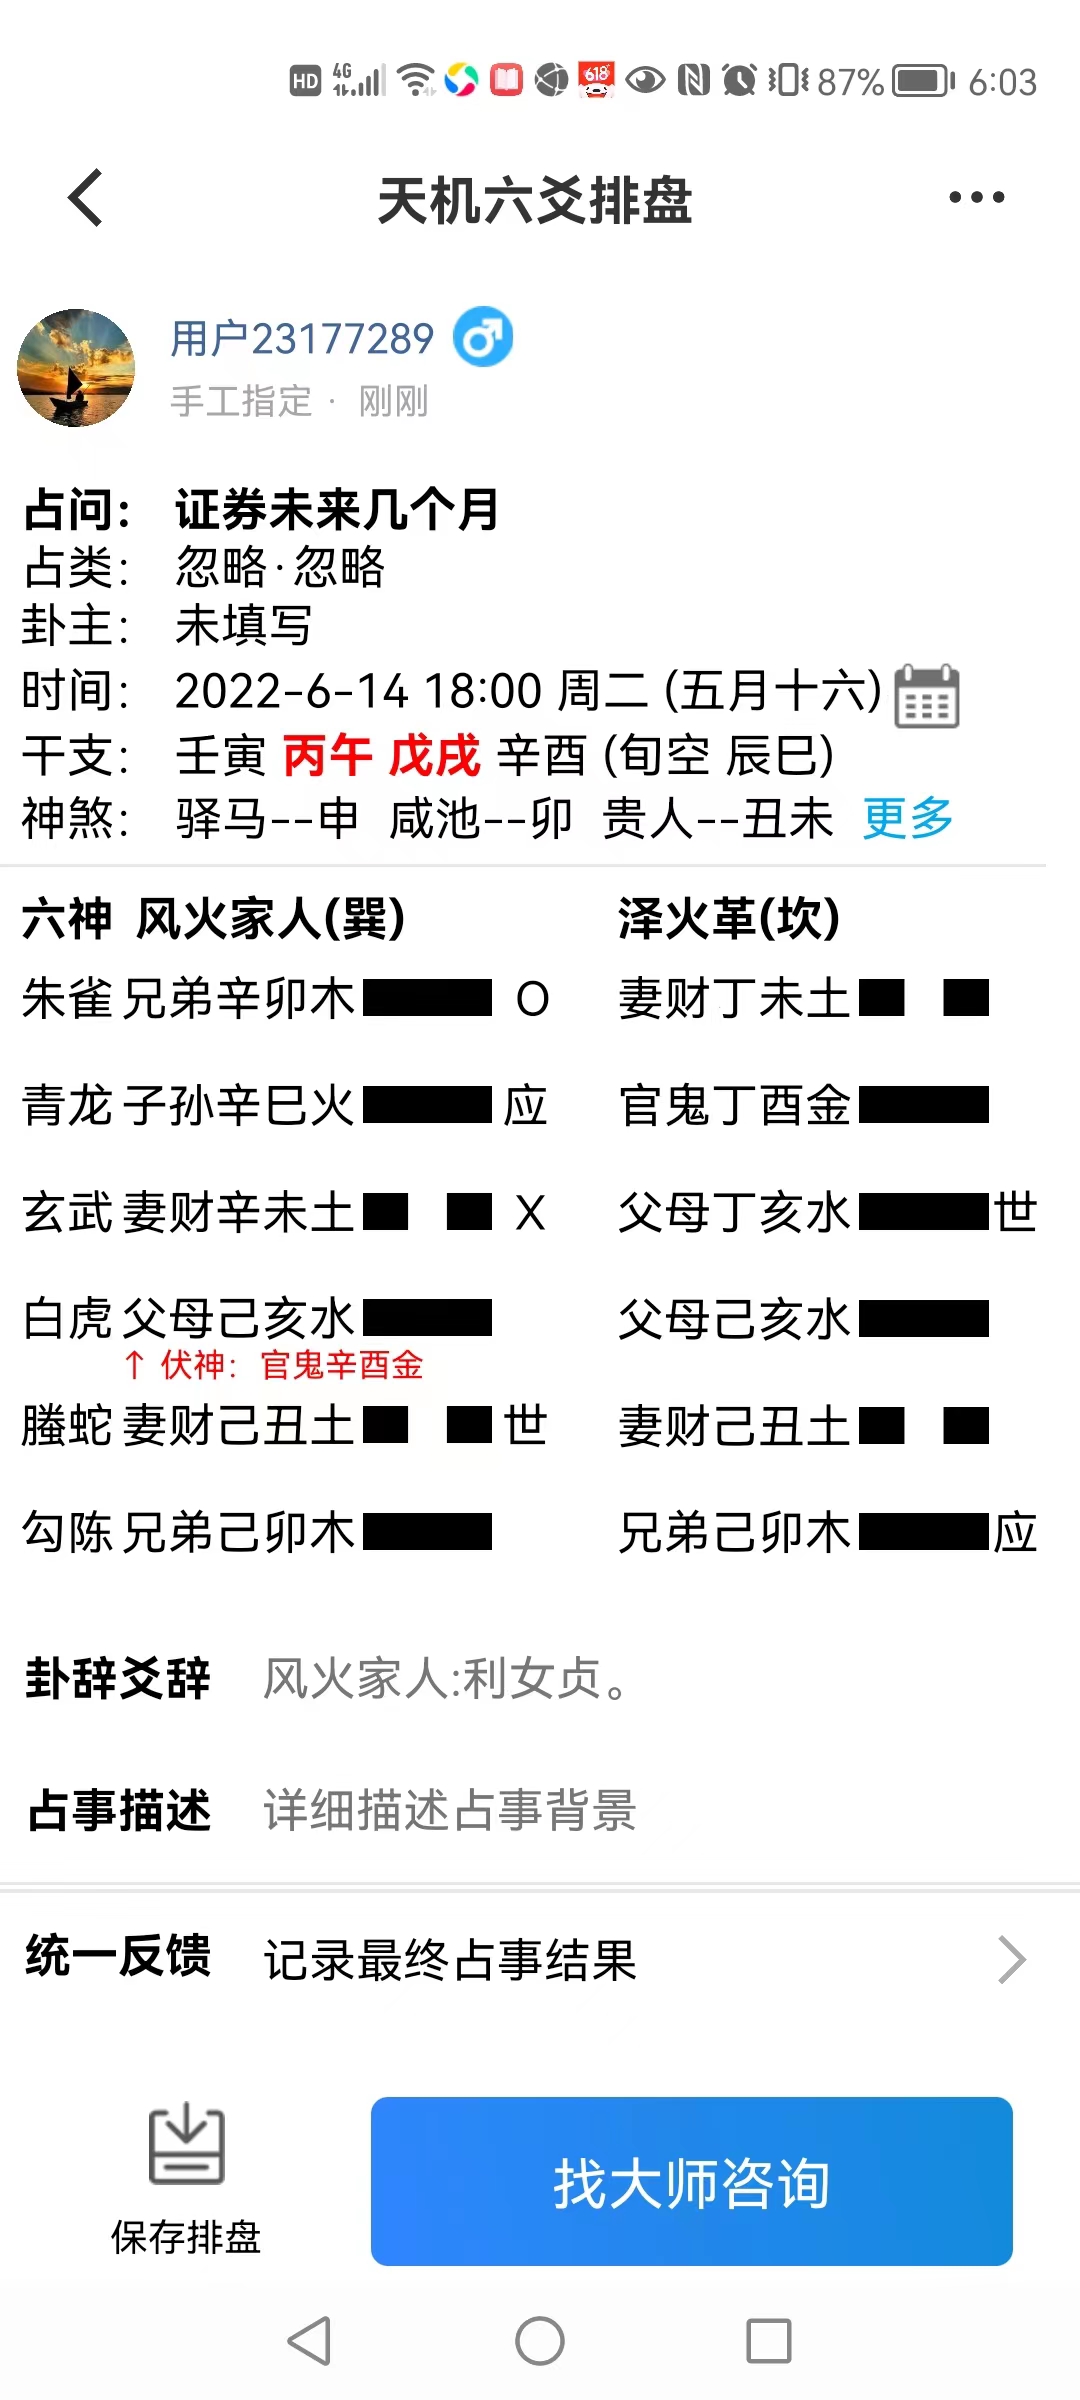 HD 4G 618 87% 6:03
天机六爻排盘
用户23177289
手工指定 · 刚刚
占问： 证券未来几个月
占类： 忽略·忽略
卦主： 未填写
时间： 2022-6-14 18:00 周二 (五月十六)
干支： 壬寅 丙午 戊戌 辛酉 (旬空 辰巳)
神煞： 驿马--申 咸池--卯 贵人--丑未 更多
六神 风火家人(巽) 泽火革(坎)
朱雀 兄弟辛卯木 O 妻财丁未土
青龙 子孙辛巳火 应 官鬼丁酉金
玄武 妻财辛未土 X 父母丁亥水 世
白虎 父母己亥水 父母己亥水
↑ 伏神： 官鬼辛酉金
螣蛇 妻财己丑土 世 妻财己丑土
勾陈 兄弟己卯木 兄弟己卯木 应
卦辞爻辞 风火家人:利女贞。
占事描述 详细描述占事背景
统一反馈 记录最终占事结果
保存排盘
找大师咨询